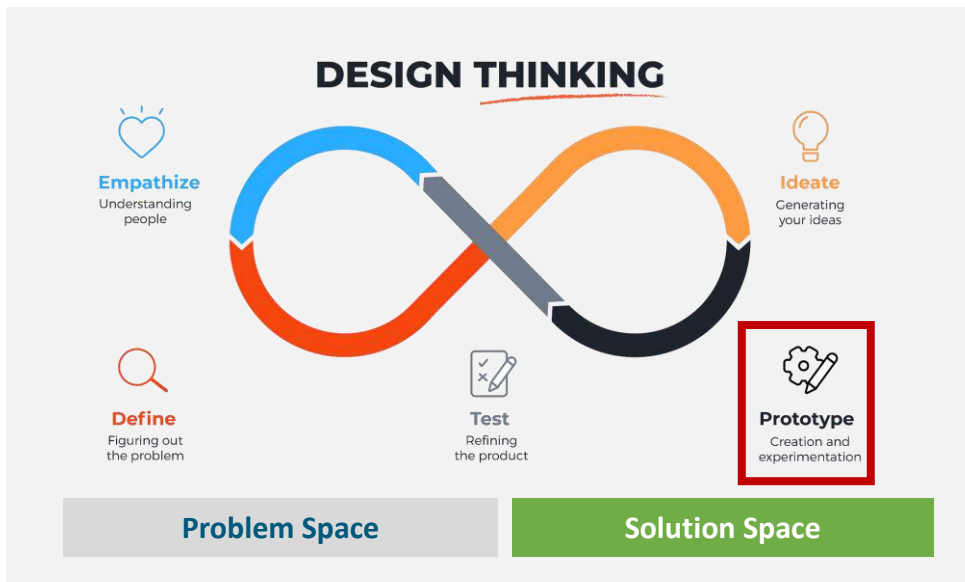 DESIGN THINKING
Empathize
Understanding
people
Ideate
Generating
your ideas
Define
Figuring out
the problem
Test
Refining
the product
Prototype
Creation and
experimentation
Problem Space
Solution Space